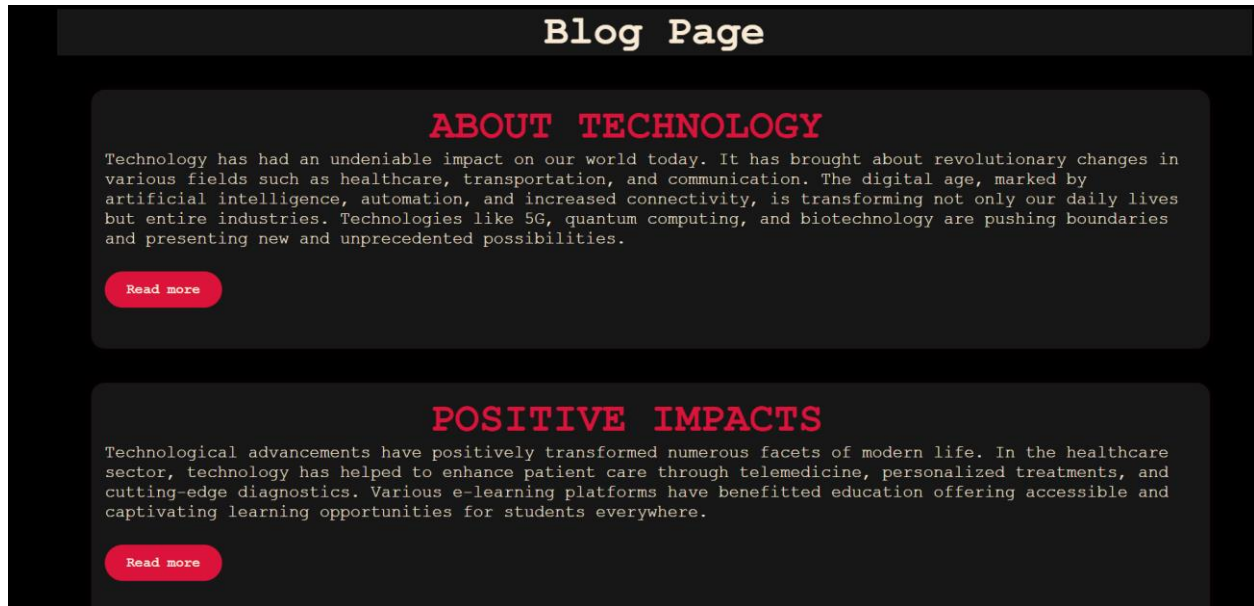 Blog Page
ABOUT TECHNOLOGY
Technology has had an undeniable impact on our world today. It has brought about revolutionary changes in
various fields such as healthcare, transportation, and communication. The digital age, marked by
artificial intelligence, automation, and increased connectivity, is transforming not only our daily lives
but entire industries. Technologies like 5G, quantum computing, and biotechnology are pushing boundaries
and presenting new and unprecedented possibilities.
Read more
POSITIVE IMPACTS
Technological advancements have positively transformed numerous facets of modern life. In the healthcare
sector, technology has helped to enhance patient care through telemedicine, personalized treatments, and
cutting-edge diagnostics. Various e-learning platforms have benefitted education offering accessible and
captivating learning opportunities for students everywhere.
Read more